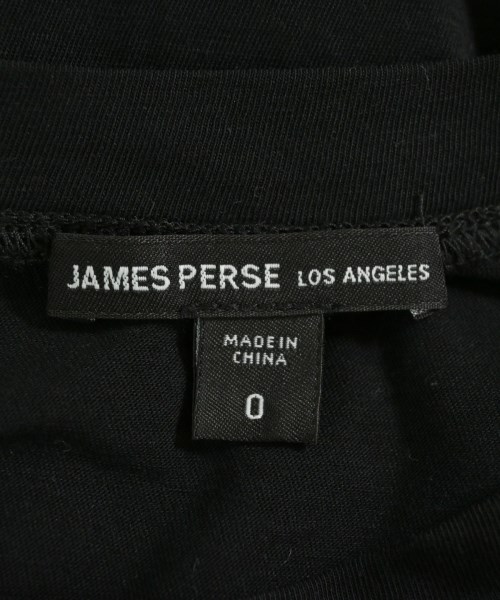 JAMES PERSE LOS ANGELES
MADE IN
CHINA
0